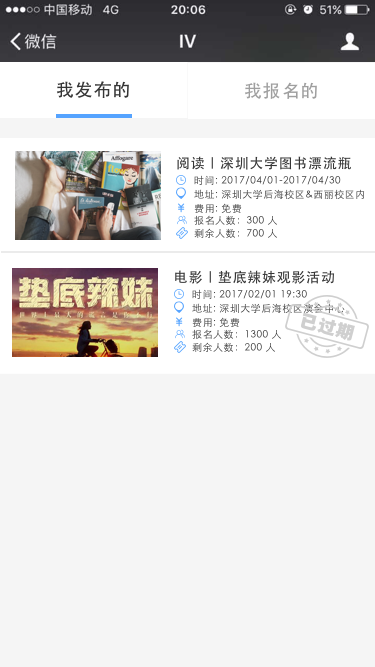 中国移动 4G 20:06 51%
微信 IV
我发布的 我报名的
阅读丨深圳大学图书漂流瓶
时间：2017/04/01-2017/04/30
地址：深圳大学后海校区&西丽校区内
¥ 费用：免费
报名人数：300 人
剩余人数：700 人
垫底辣妹
电影丨垫底辣妹观影活动
时间：2017/02/01 19:30
地址：深圳大学后海校区演会中心
¥ 费用：免费
报名人数：1300 人
剩余人数：200 人
已过期